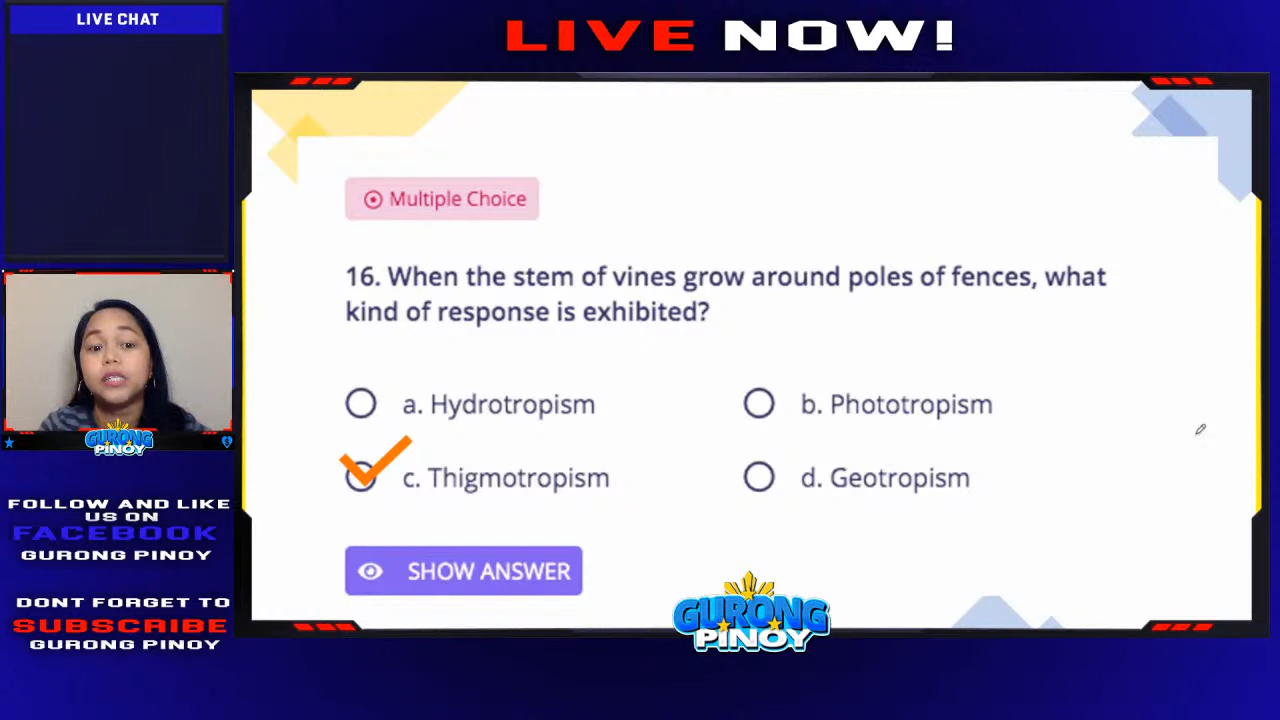 LIVE CHAT
LIVE NOW!
Multiple Choice
16. When the stem of vines grow around poles of fences, what
kind of response is exhibited?
a. Hydrotropism
b. Phototropism
c. Thigmotropism
d. Geotropism
SHOW ANSWER
GURONG
PINOY
GURONG
PINOY
FOLLOW AND LIKE
US ON
FACEBOOK
GURONG PINOY
DONT FORGET TO
SUBSCRIBE
GURONG PINOY